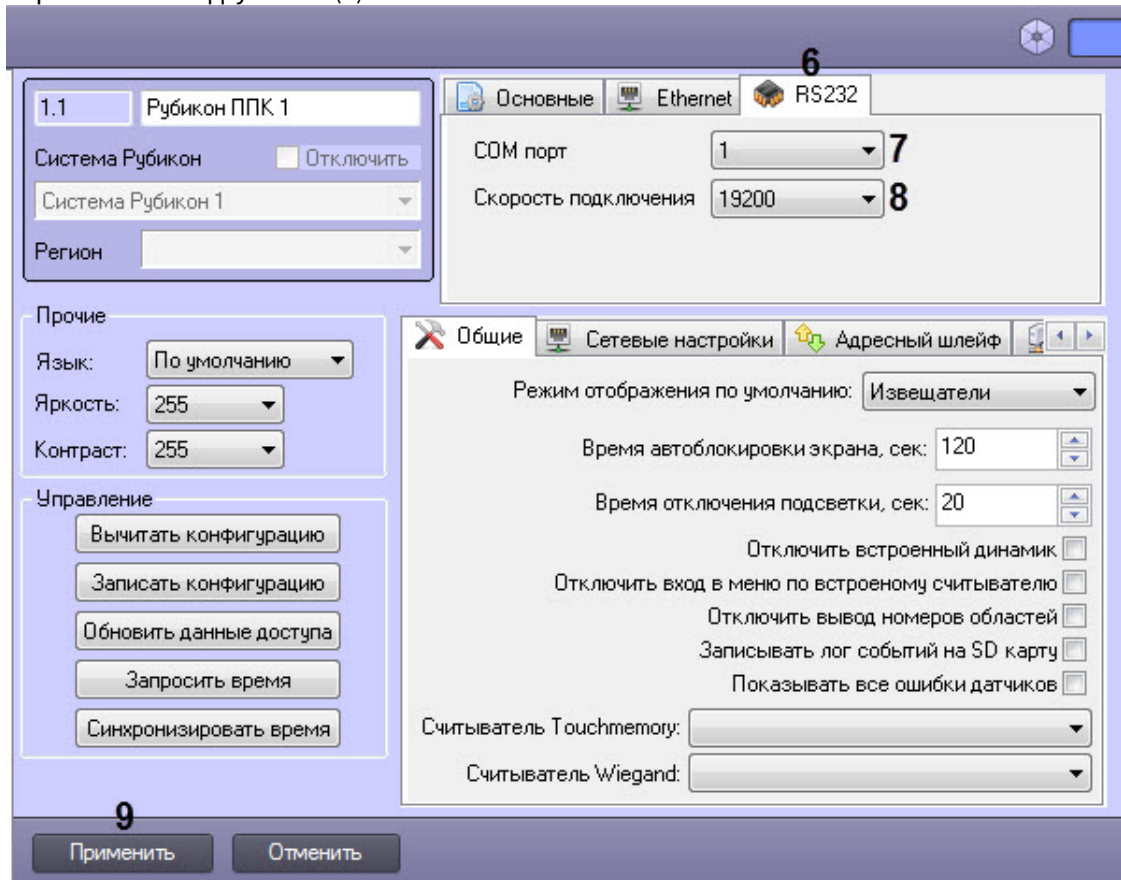 6
1.1 Рубикон ППК 1
Основные Ethernet RS232
Система Рубикон Отключить
COM порт 1 7
Система Рубикон 1
Скорость подключения 19200 8
Регион
Прочие
Язык: По умолчанию
Яркость: 255
Контраст: 255
Общие Сетевые настройки Адресный шлейф
Режим отображения по умолчанию: Извещатели
Время автоблокировки экрана, сек: 120
Время отключения подсветки, сек: 20
Отключить встроенный динамик
Отключить вход в меню по встроеному считывателю
Отключить вывод номеров областей
Записывать лог событий на SD карту
Показывать все ошибки датчиков
Считыватель Touchmemory:
Считыватель Wiegand:
Управление
Вычитать конфигурацию
Записать конфигурацию
Обновить данные доступа
Запросить время
Синхронизировать время
9
Применить Отменить